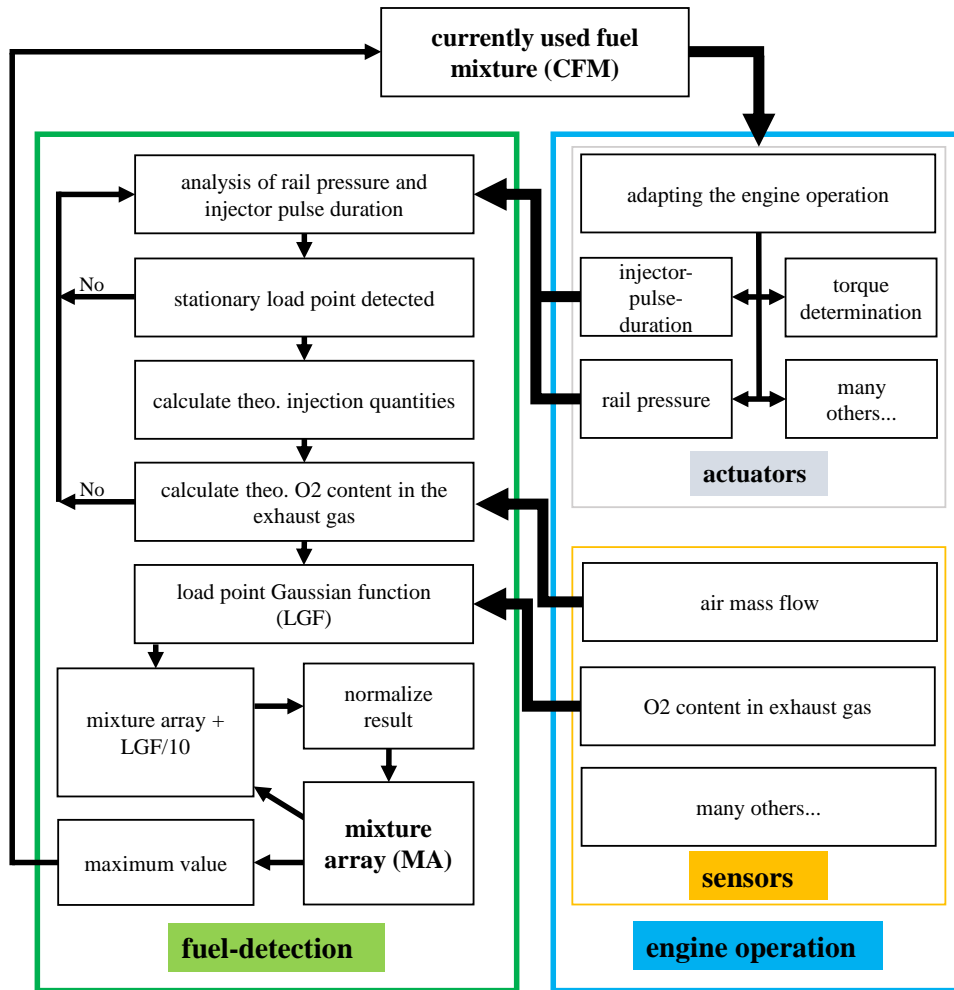 currently used fuel
mixture (CFM)
analysis of rail pressure and
injector pulse duration
No
stationary load point detected
calculate theo. injection quantities
No
calculate theo. O2 content in the
exhaust gas
load point Gaussian function
(LGF)
mixture array +
LGF/10
normalize
result
maximum value
mixture
array (MA)
fuel-detection
adapting the engine operation
injector-
pulse-
duration
torque
determination
rail pressure
many
others...
actuators
air mass flow
O2 content in exhaust gas
many others...
sensors
engine operation